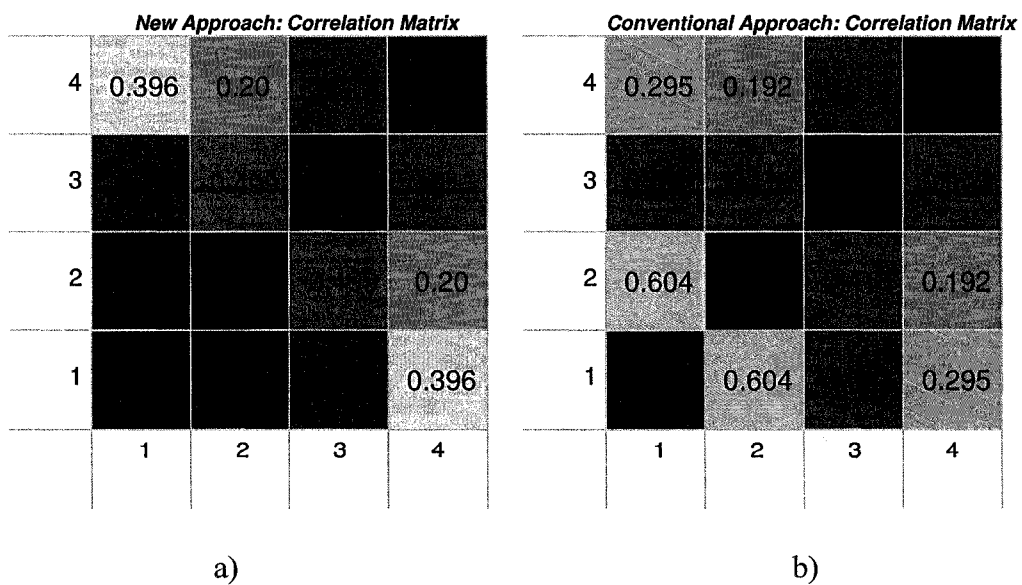 New Approach: Correlation Matrix
4 0.396 0.20
3
2 0.20
1 0.396
1 2 3 4
a)
Conventional Approach: Correlation Matrix
4 0.295 0.192
3
2 0.604 0.192
1 0.604 0.295
1 2 3 4
b)